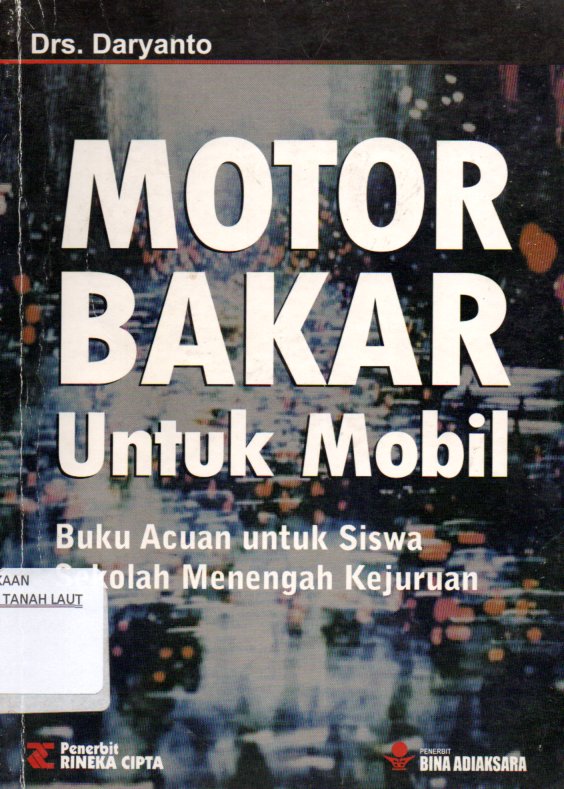 Drs. Daryanto
MOTOR
BAKAR
Untuk Mobil
Buku Acuan untuk Siswa
Sekolah Menengah Kejuruan
KAAN
TANAH LAUT
Penerbit
RINEKA CIPTA
PENERBIT
BINA ADIAKSARA